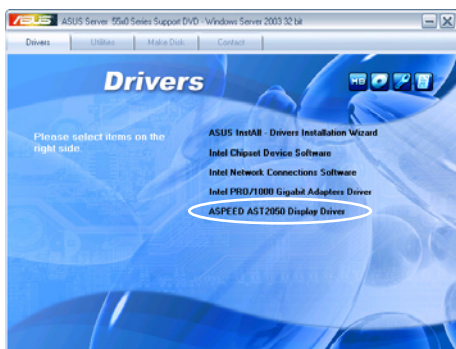 ASUS ASUS Server 55x0 Series Support DVD - Windows Server 2003 32 bit
Drivers Utilities Make Disk Contact
Drivers
Please select items on the
right side.
ASUS InstAll - Drivers Installation Wizard
Intel Chipset Device Software
Intel Network Connections Software
Intel PRO/1000 Gigabit Adapters Driver
ASPEED AST2050 Display Driver